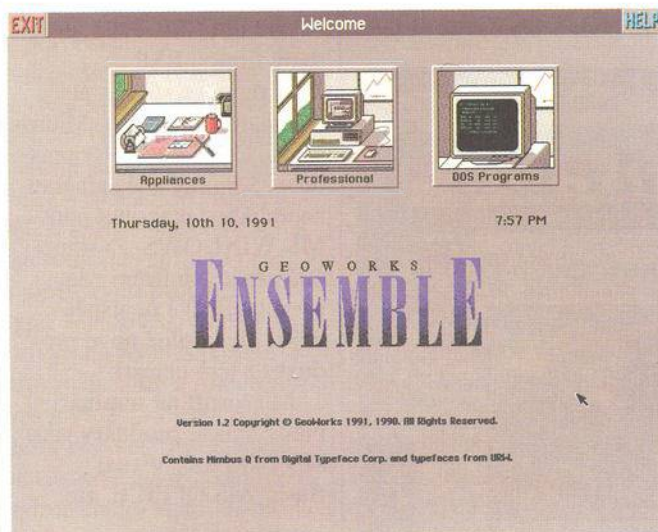 EXIT
Welcome
HELP
Appliances
Professional
DOS Programs
Thursday, 10th 10, 1991
7:57 PM
GEOWORKS
ENSEMBLE
Version 1.2 Copyright © GeoWorks 1991, 1990. All Rights Reserved.
Contains Nimbus Q from Digital Typeface Corp. and typefaces from URW.